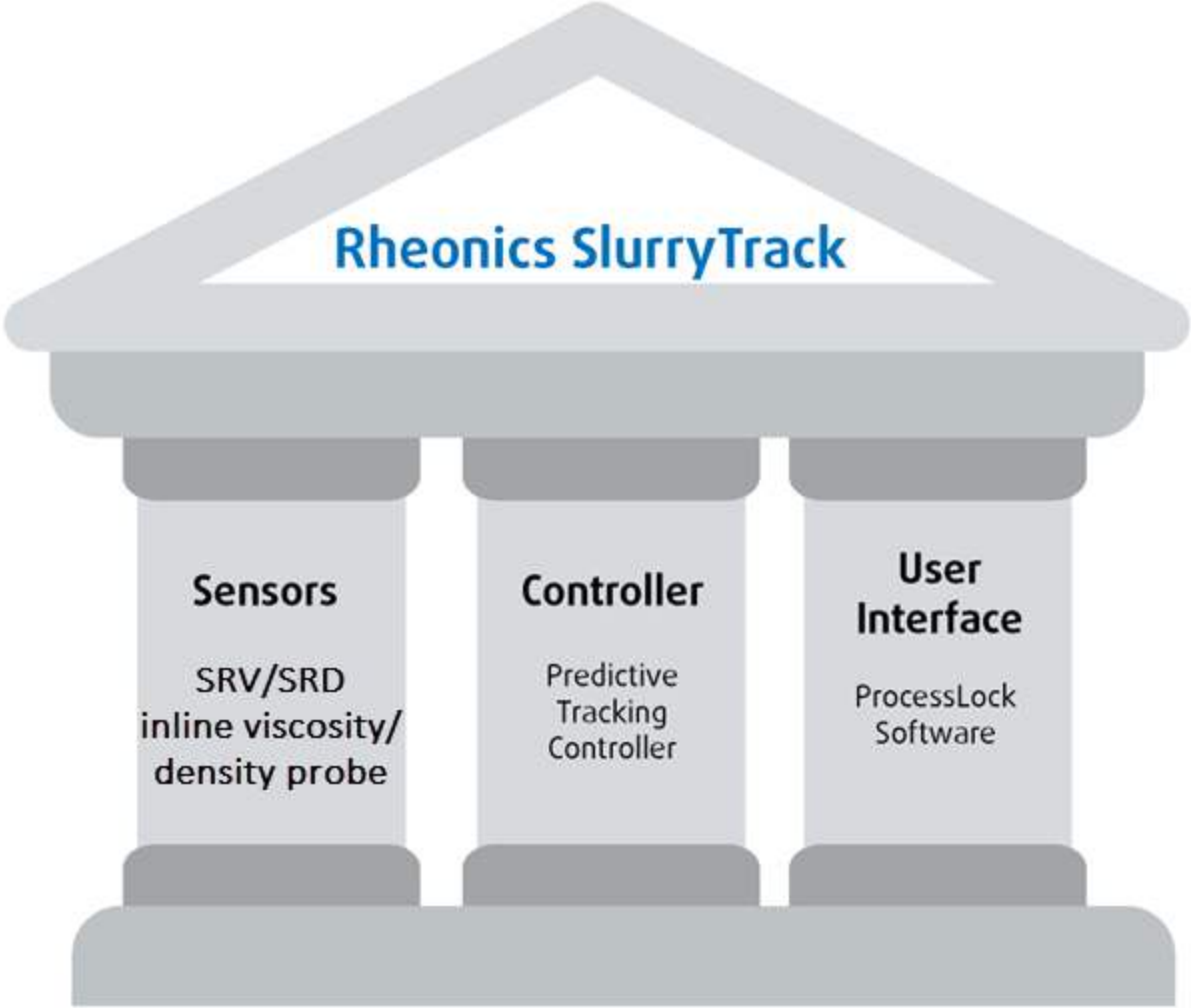 Rheonics SlurryTrack
Sensors
SRV/SRD
inline viscosity/
density probe
Controller
Predictive
Tracking
Controller
User
Interface
ProcessLock
Software